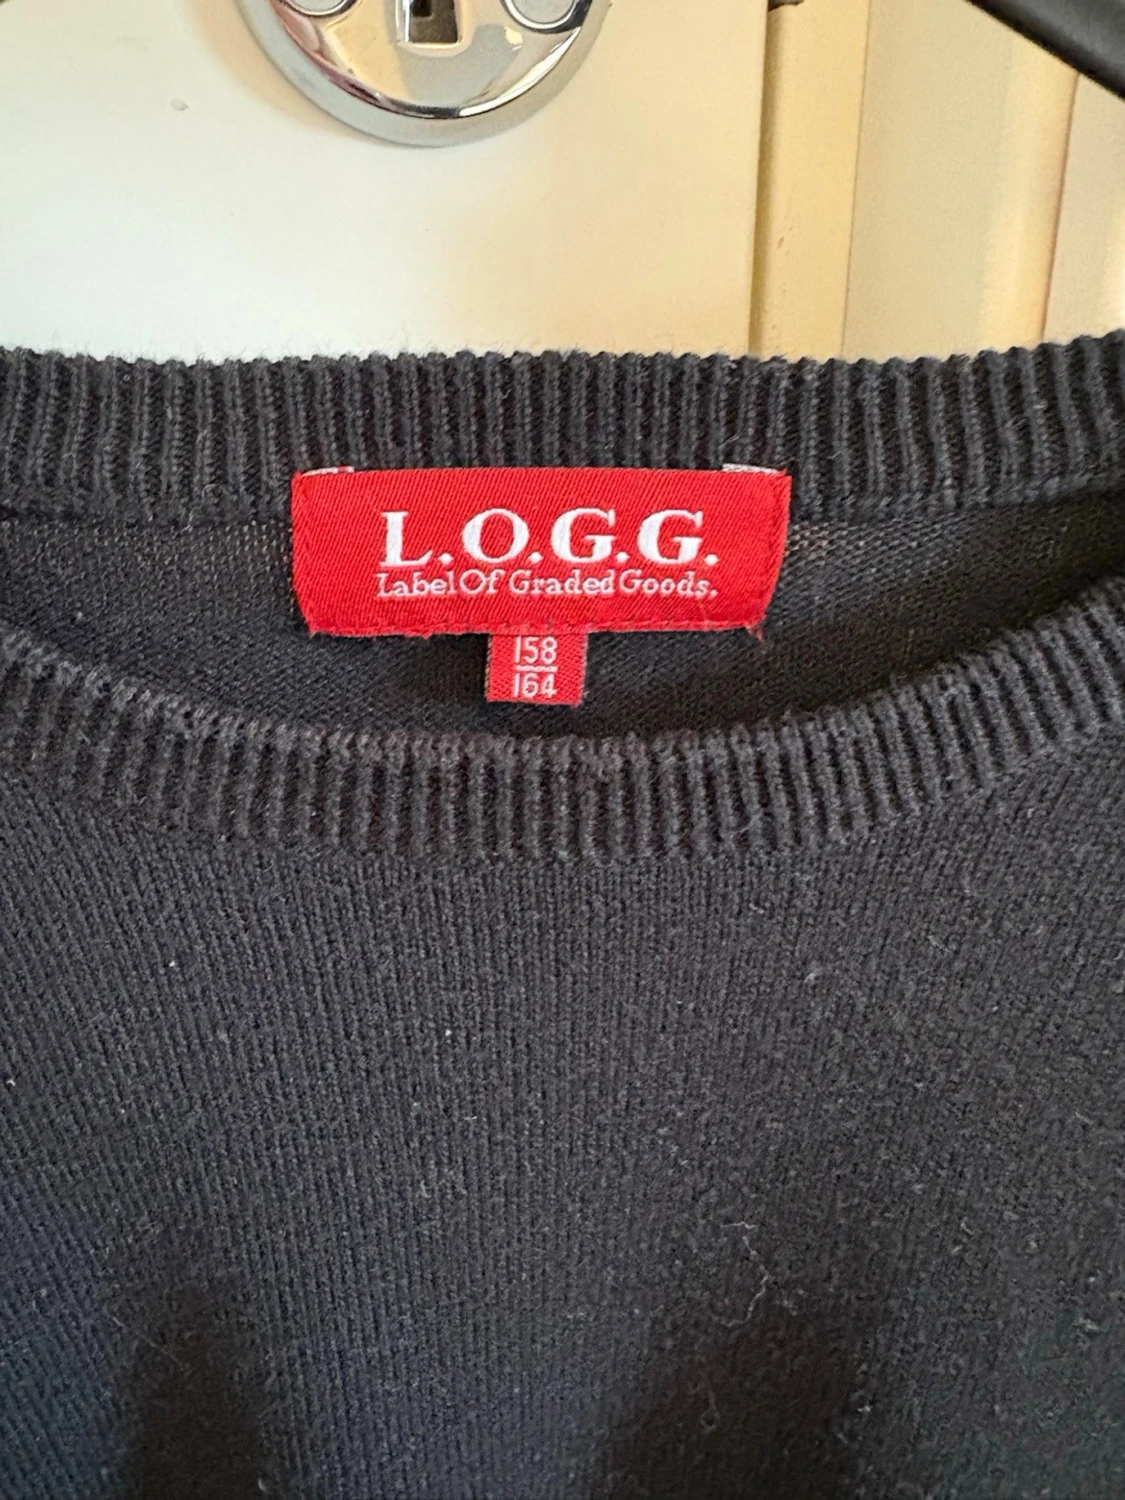 L.O.G.G.
Label Of Graded Goods.
158
164